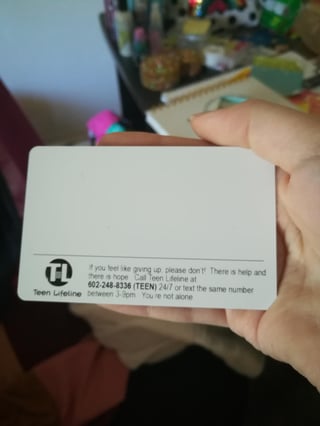 TL
Teen Lifeline
If you feel like giving up, please don't! There is help and
there is hope. Call Teen Lifeline at
602-248-8336 (TEEN) 24/7 or text the same number
between 3-9pm. You're not alone